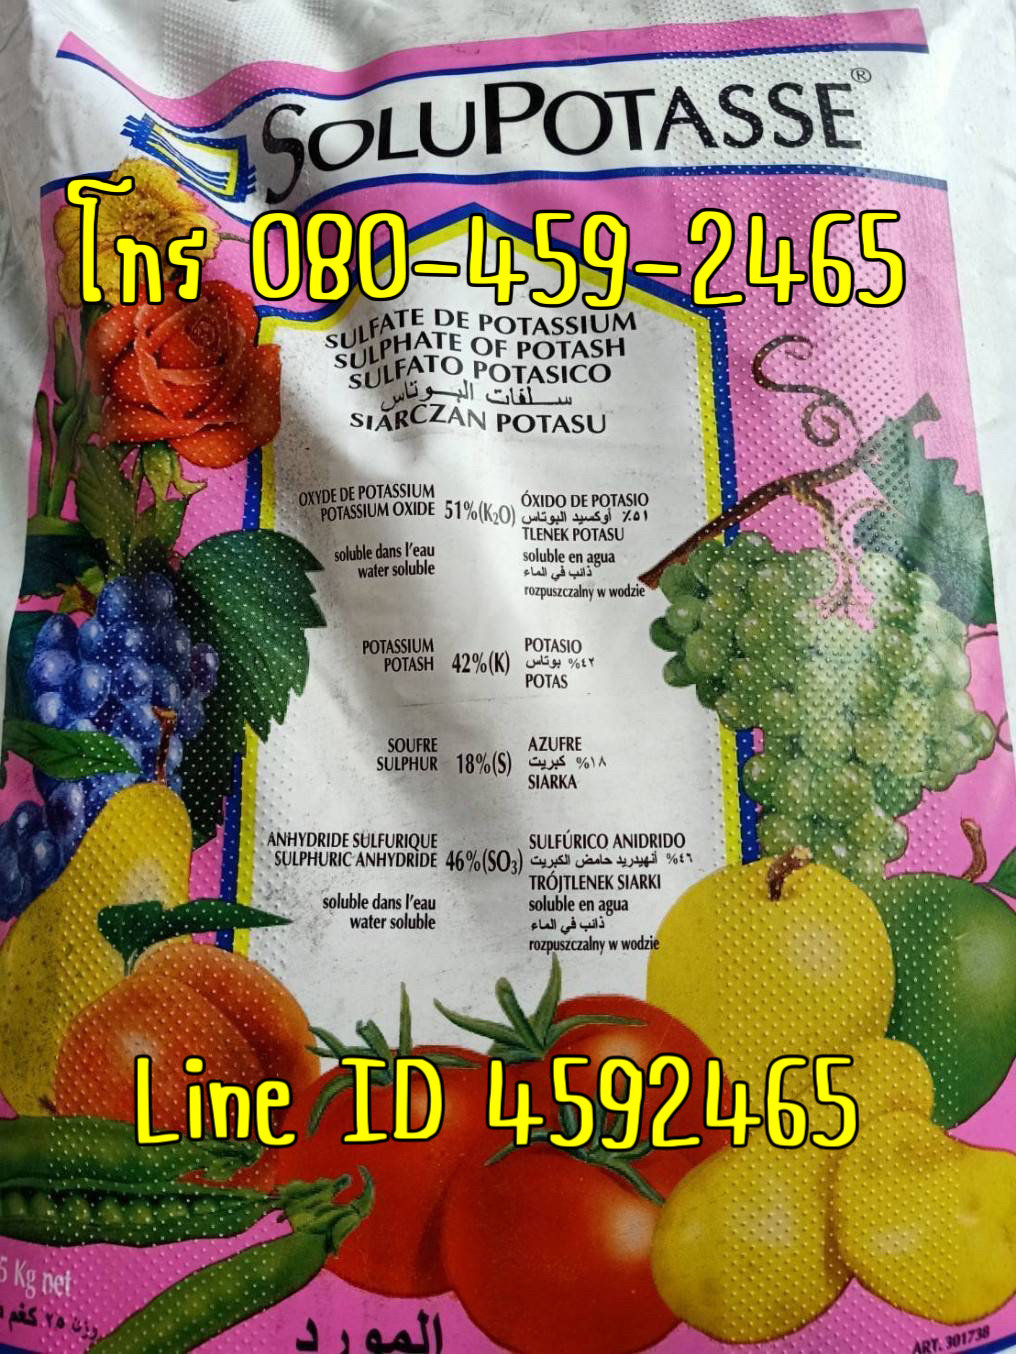 SOLUPOTASSE®
โทร 080-459-2465
SULFATE DE POTASSIUM
SULPHATE OF POTASH
SULFATO POTASICO
سلفات البوتاس
SIARCZAN POTASU
OXYDE DE POTASSIUM
POTASSIUM OXIDE
51%(K₂O)
ÓXIDO DE POTASIO
٥١٪ أوكسيد البوتاس
TLENEK POTASU
soluble dans l'eau
water soluble
soluble en agua
ذائب في الماء
rozpuszczalny w wodzie
POTASSIUM
POTASH
42%(K)
POTASIO
٤٢% بوتاس
POTAS
SOUFRE
SULPHUR
18%(S)
AZUFRE
١٨% كبريت
SIARKA
ANHYDRIDE SULFURIQUE
SULPHURIC ANHYDRIDE
46%(SO₃)
SULFÚRICO ANIDRIDO
٤٦% أنهيدريد حامض الكبريت
TRÓJTLENEK SIARKI
soluble dans l'eau
water soluble
soluble en agua
ذائب في الماء
rozpuszczalny w wodzie
Line ID 4592465
5 Kg net
وزن ٢٥ كغم
المورد
ART. 301738